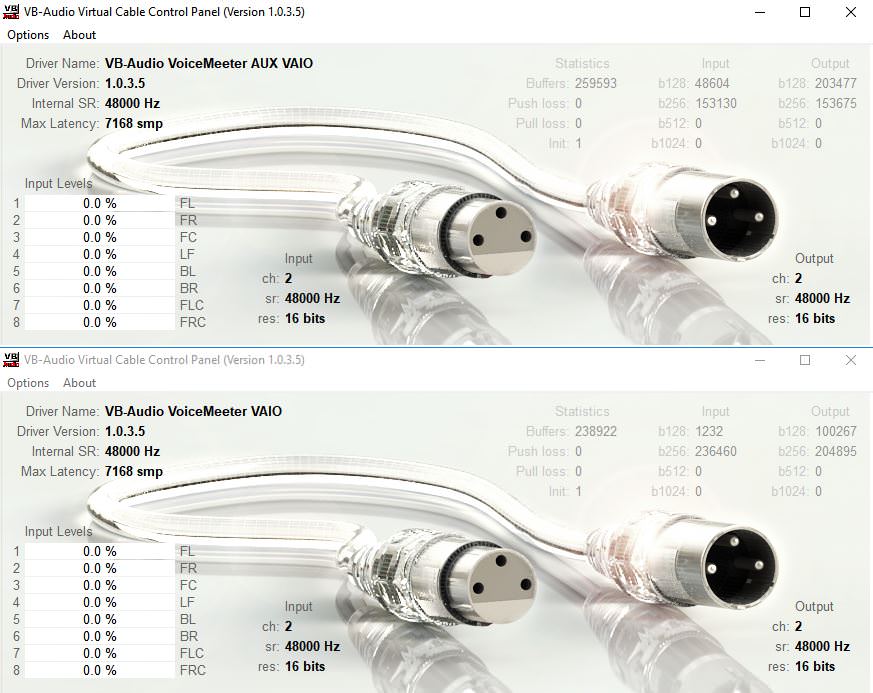 VB-Audio Virtual Cable Control Panel (Version 1.0.3.5)
Options About
Driver Name: VB-Audio VoiceMeeter AUX VAIO
Driver Version: 1.0.3.5
Internal SR: 48000 Hz
Max Latency: 7168 smp
Statistics Input Output
Buffers: 259593 b128: 48604 b128: 203477
Push loss: 0 b256: 153130 b256: 153675
Pull loss: 0 b512: 0 b512: 0
Init: 1 b1024: 0 b1024: 0
Input Levels
1 0.0 % FL
2 0.0 % FR
3 0.0 % FC
4 0.0 % LF
5 0.0 % BL
6 0.0 % BR
7 0.0 % FLC
8 0.0 % FRC
Input
ch: 2
sr: 48000 Hz
res: 16 bits
Output
ch: 2
sr: 48000 Hz
res: 16 bits
VB-Audio Virtual Cable Control Panel (Version 1.0.3.5)
Options About
Driver Name: VB-Audio VoiceMeeter VAIO
Driver Version: 1.0.3.5
Internal SR: 48000 Hz
Max Latency: 7168 smp
Statistics Input Output
Buffers: 238922 b128: 1232 b128: 100267
Push loss: 0 b256: 236460 b256: 204895
Pull loss: 0 b512: 0 b512: 0
Init: 1 b1024: 0 b1024: 0
Input Levels
1 0.0 % FL
2 0.0 % FR
3 0.0 % FC
4 0.0 % LF
5 0.0 % BL
6 0.0 % BR
7 0.0 % FLC
8 0.0 % FRC
Input
ch: 2
sr: 48000 Hz
res: 16 bits
Output
ch: 2
sr: 48000 Hz
res: 16 bits